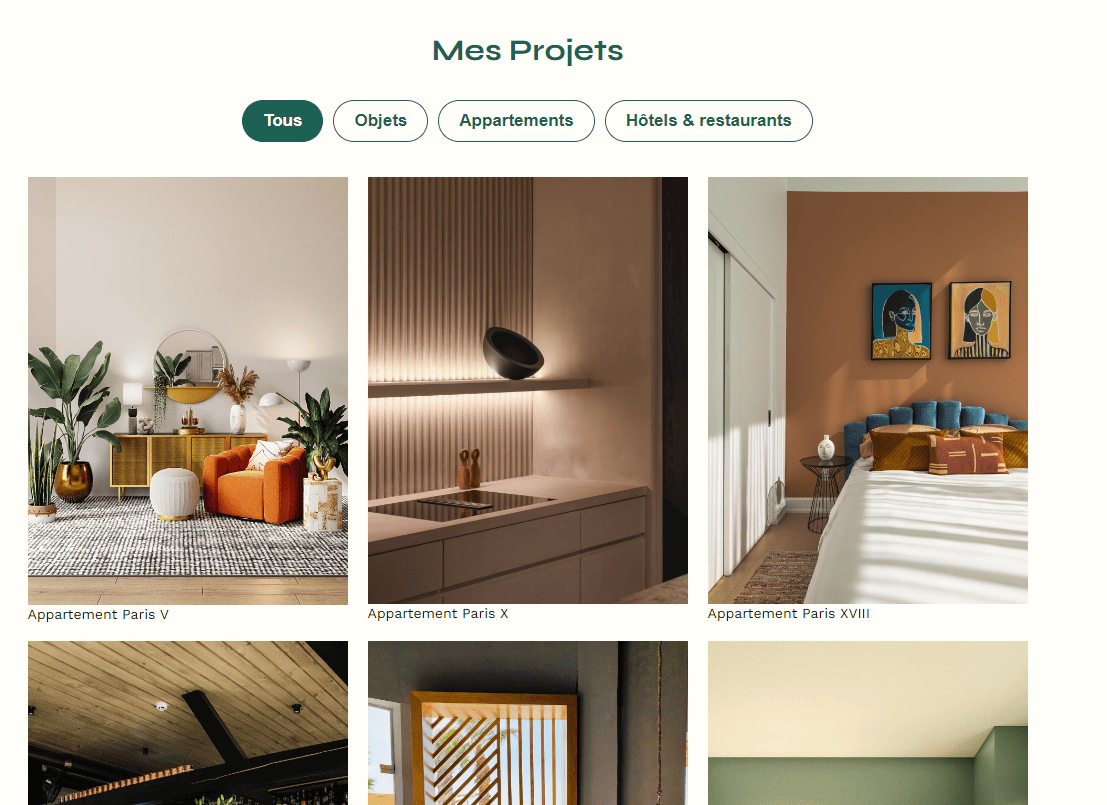 Mes Projets
Tous
Objets
Appartements
Hôtels & restaurants
Appartement Paris V
Appartement Paris X
Appartement Paris XVIII